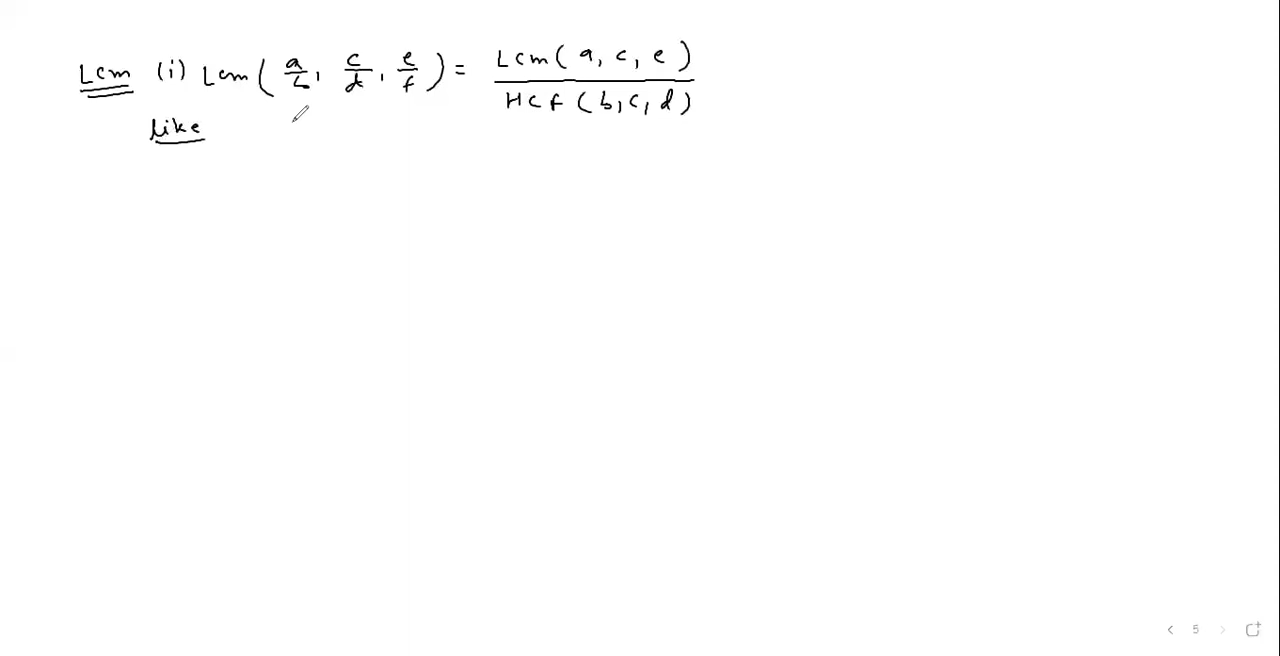 Lcm (i) Lcm( a/b, c/d, e/f ) = Lcm( a, c, e ) / HCF ( b, c, d )
like
< 5 >